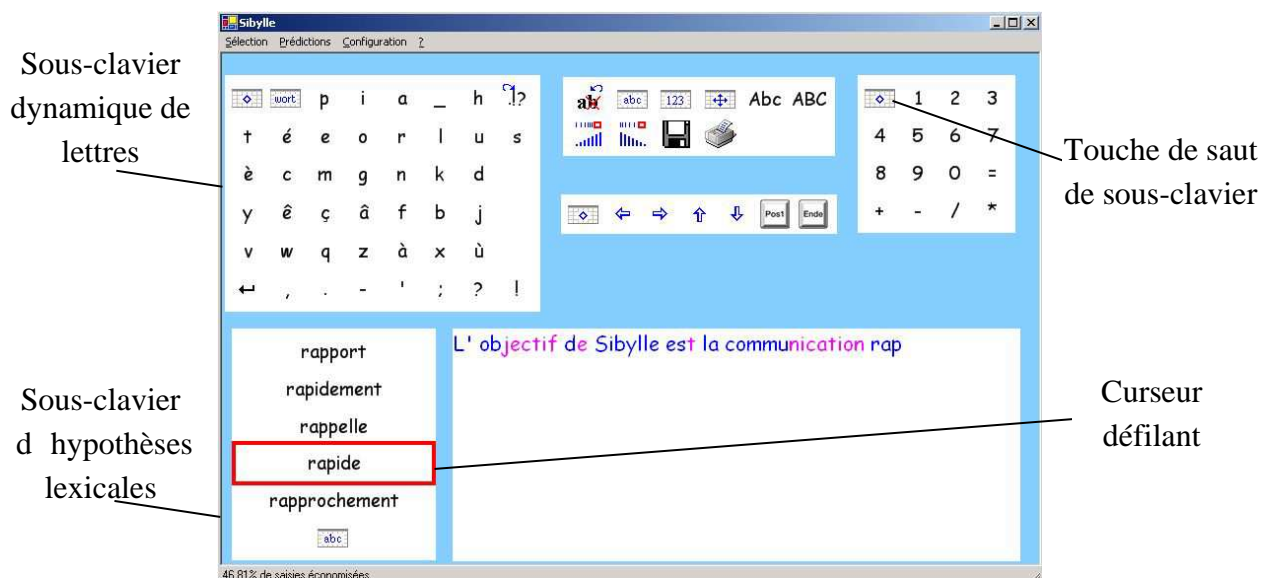 Sibylle
Sélection Prédictions Configuration ?
Sous-clavier
dynamique de
lettres
wort p i a _ h .!?
t é e o r l u s
è c m g n k d
y ê ç â f b j
v w q z à x ù
, . - ' ; ? !
ab abc 123 Abc ABC
Post Ende
1 2 3
4 5 6 7
8 9 0 =
+ - / *
Touche de saut
de sous-clavier
rapport
rapidement
rappelle
rapide
rapprochement
abc
L' objectif de Sibylle est la communication rap
Sous-clavier
d hypothèses
lexicales
Curseur
défilant
46.81% de saisies économisées